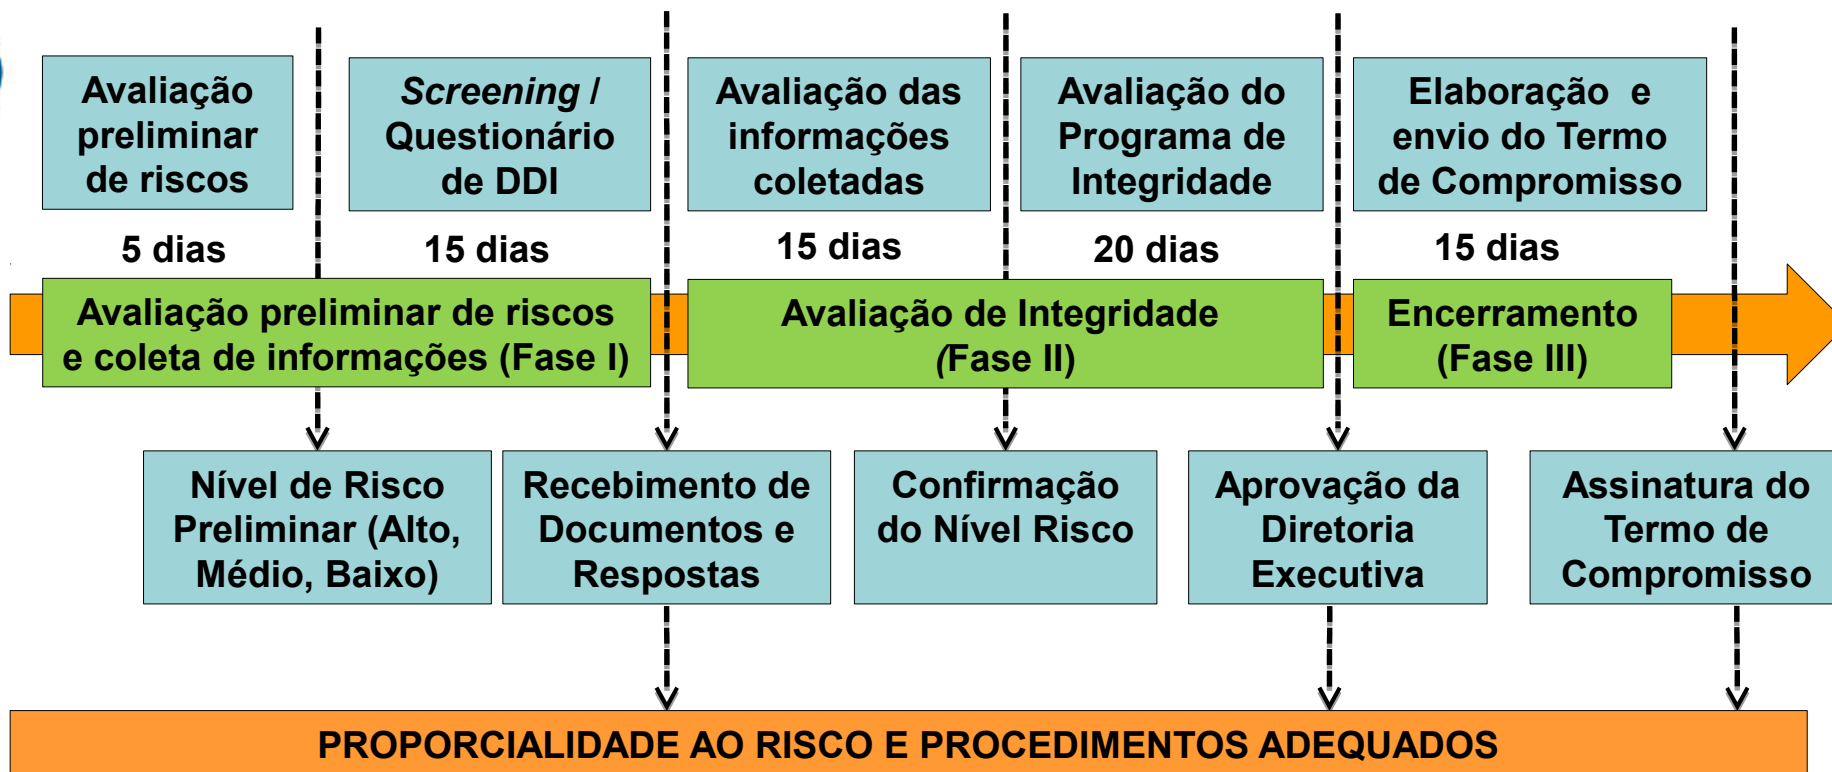 Avaliação
preliminar
de riscos
Screening /
Questionário
de DDI
Avaliação das
informações
coletadas
Avaliação do
Programa de
Integridade
Elaboração e
envio do Termo
de Compromisso
5 dias
15 dias
15 dias
20 dias
15 dias
Avaliação preliminar de riscos
e coleta de informações (Fase I)
Avaliação de Integridade
(Fase II)
Encerramento
(Fase III)
Nível de Risco
Preliminar (Alto,
Médio, Baixo)
Recebimento de
Documentos e
Respostas
Confirmação
do Nível Risco
Aprovação da
Diretoria
Executiva
Assinatura do
Termo de
Compromisso
PROPORCIALIDADE AO RISCO E PROCEDIMENTOS ADEQUADOS